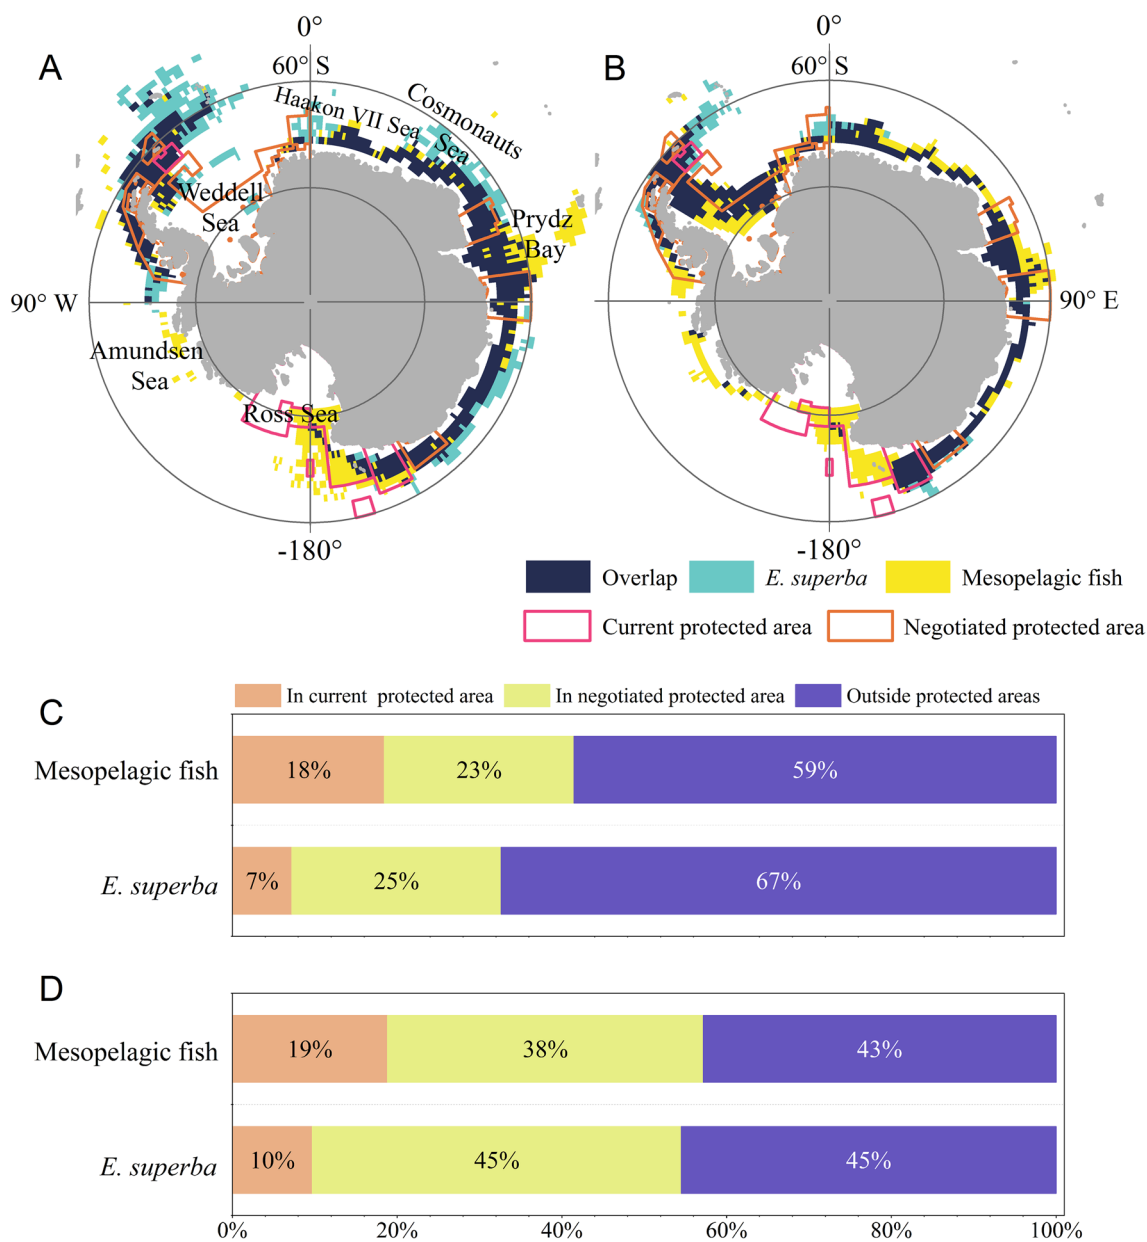 A
0°
60° S
Haakon VII Sea
Cosmonauts
Sea
Weddell
Sea
Prydz
Bay
90° W
Amundsen
Sea
Ross Sea
-180°
B
0°
60° S
90° E
-180°
Overlap
E. superba
Mesopelagic fish
Current protected area
Negotiated protected area
C
In current protected area
In negotiated protected area
Outside protected areas
Mesopelagic fish
18%
23%
59%
E. superba
7%
25%
67%
D
Mesopelagic fish
19%
38%
43%
E. superba
10%
45%
45%
0%
20%
40%
60%
80%
100%